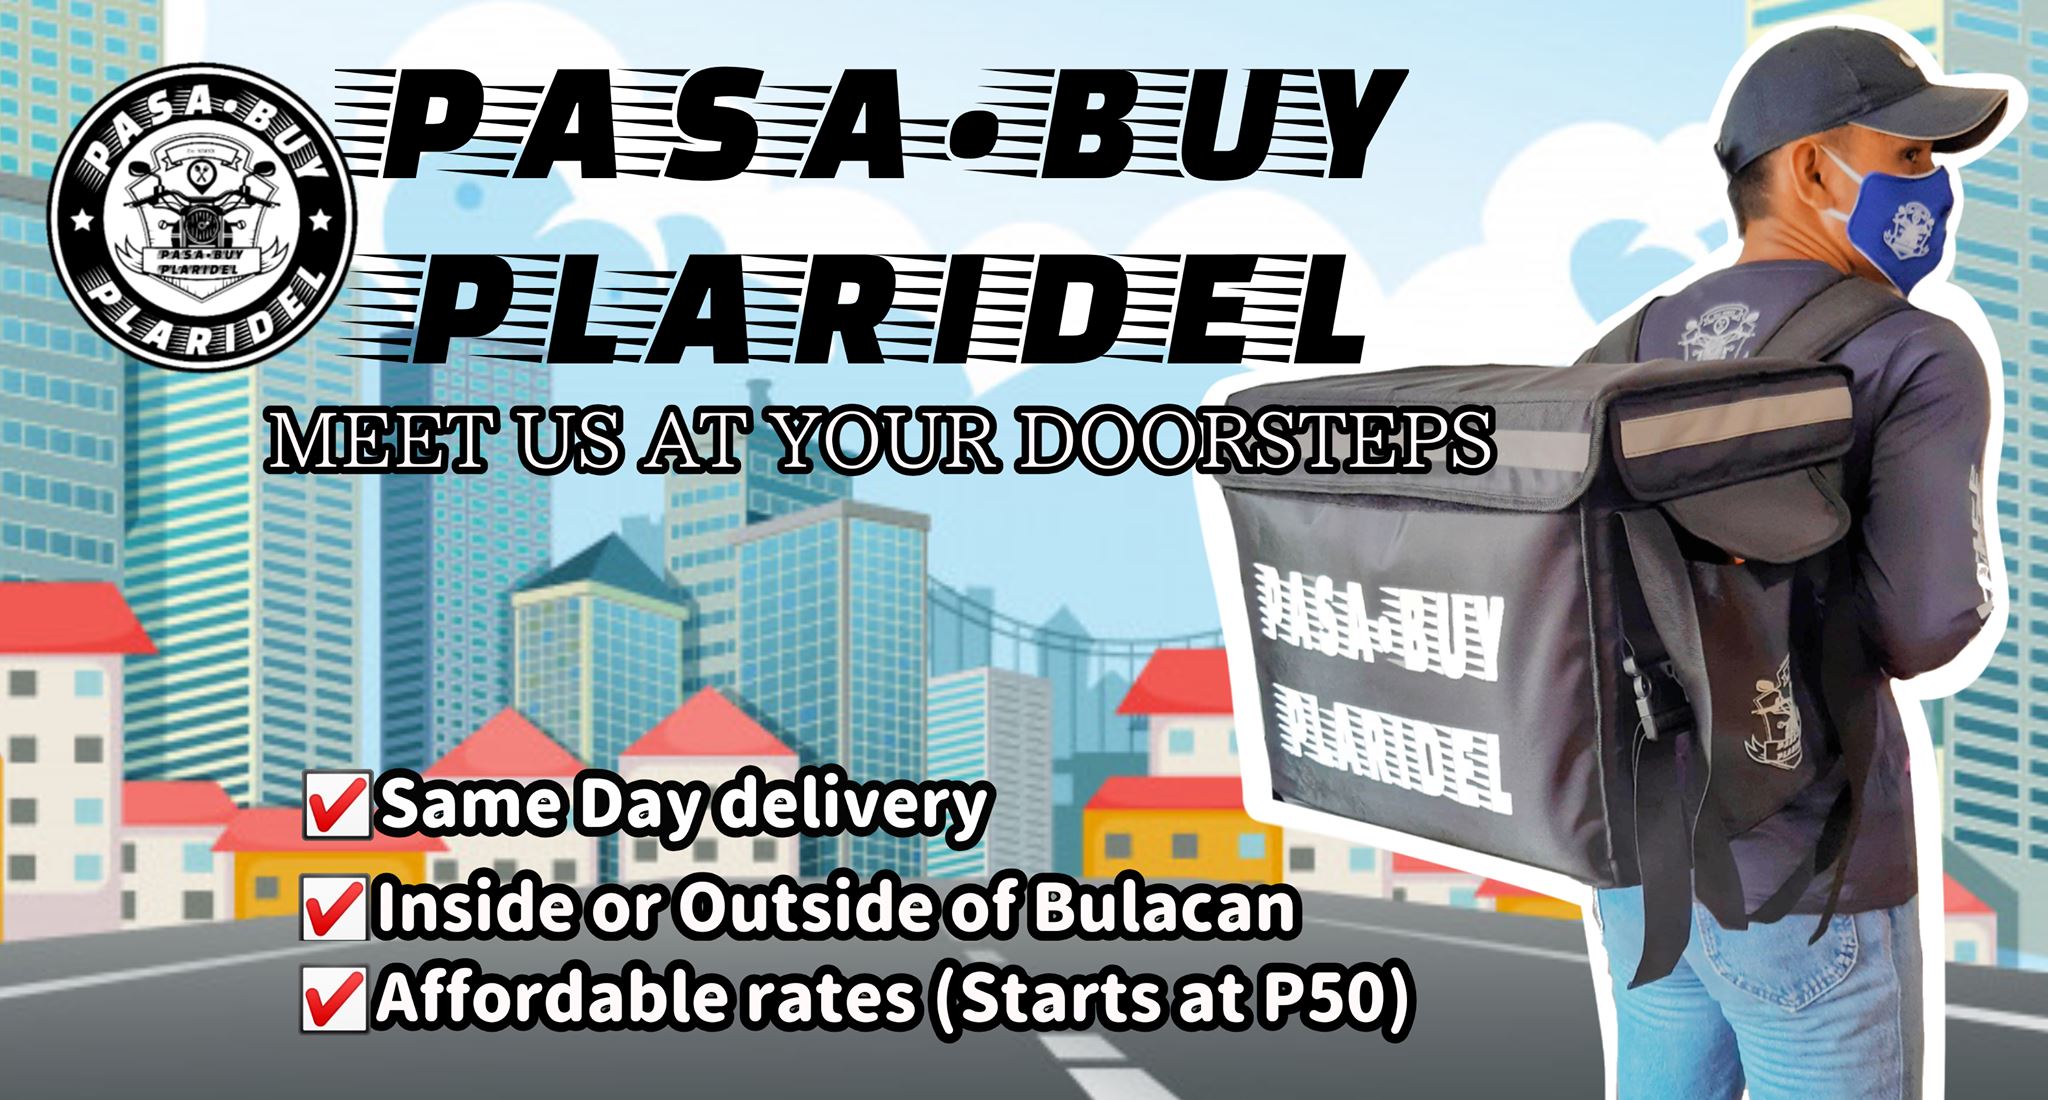 PASA•BUY
PLARIDEL
PASA•BUY
PLARIDEL
PASA•BUY
PLARIDEL
MEET US AT YOUR DOORSTEPS
PASA•BUY
PLARIDEL
Same Day delivery
Inside or Outside of Bulacan
Affordable rates (Starts at P50)